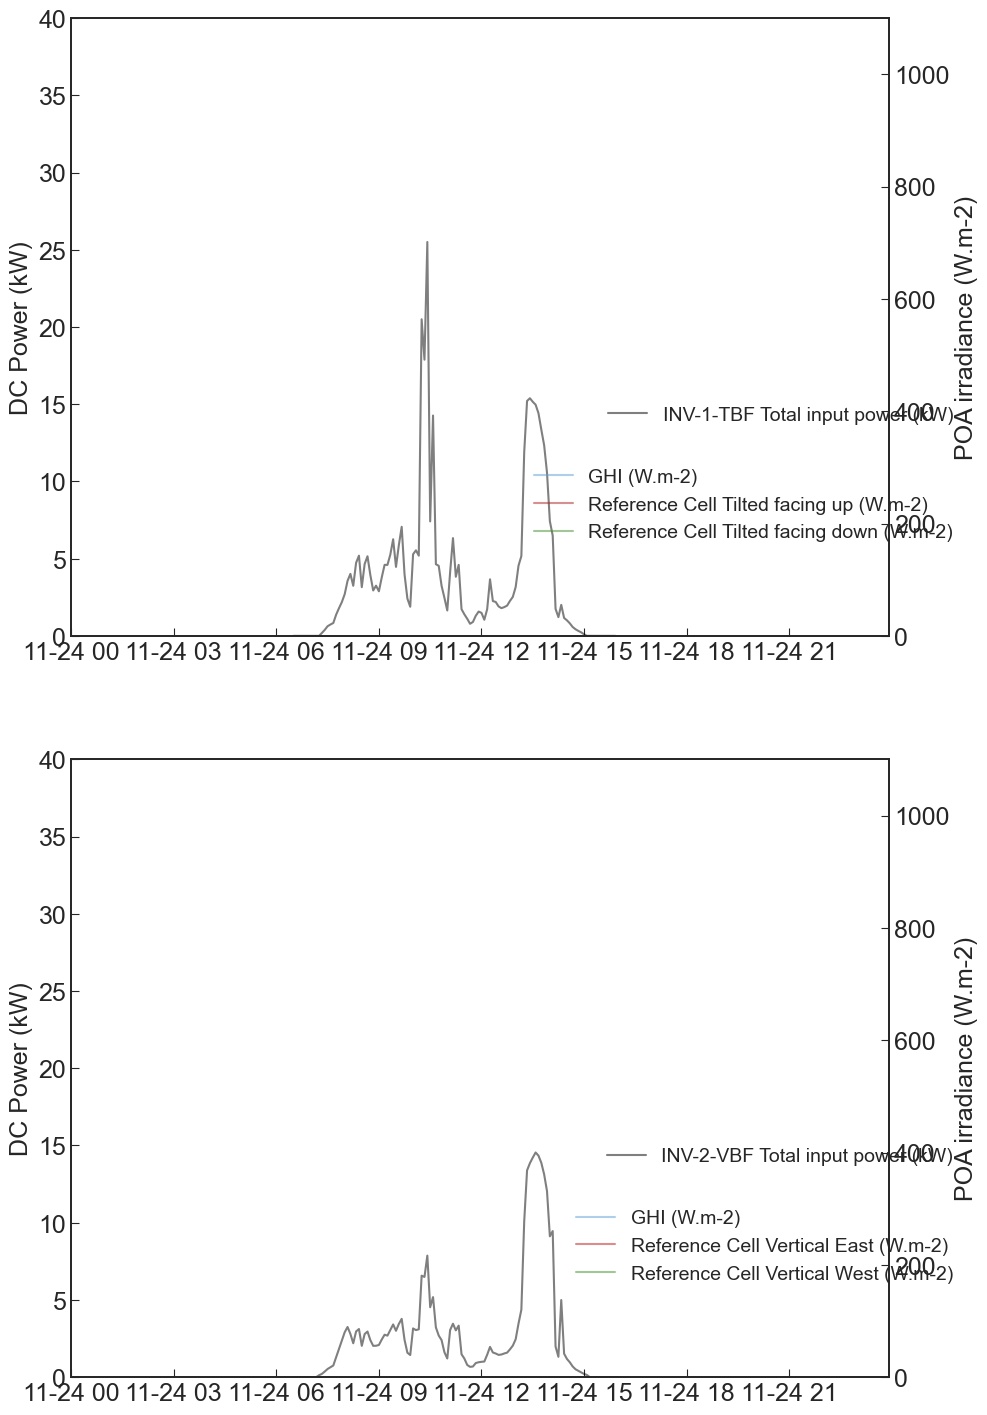 40
35
30
25
20
15
10
5
0
DC Power (kW)
1000
800
600
400
200
0
POA irradiance (W.m-2)
INV-1-TBF Total input power (kW)
GHI (W.m-2)
Reference Cell Tilted facing up (W.m-2)
Reference Cell Tilted facing down (W.m-2)
11-24 00 11-24 03 11-24 06 11-24 09 11-24 12 11-24 15 11-24 18 11-24 21
40
35
30
25
20
15
10
5
0
DC Power (kW)
1000
800
600
400
200
0
POA irradiance (W.m-2)
INV-2-VBF Total input power (kW)
GHI (W.m-2)
Reference Cell Vertical East (W.m-2)
Reference Cell Vertical West (W.m-2)
11-24 00 11-24 03 11-24 06 11-24 09 11-24 12 11-24 15 11-24 18 11-24 21